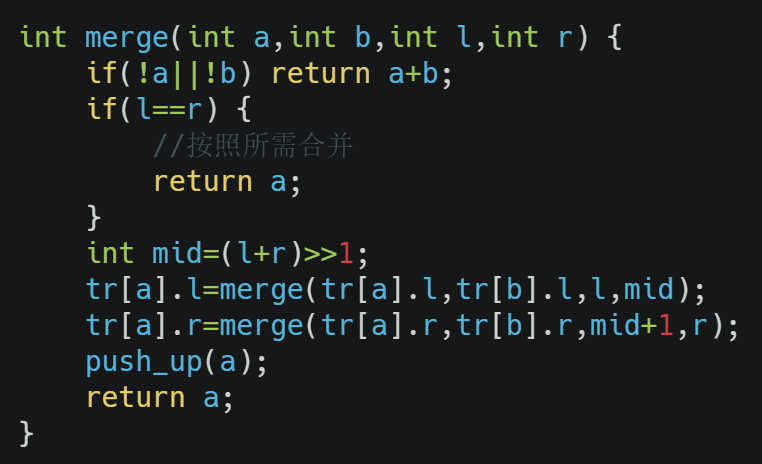 int merge(int a,int b,int l,int r) {
    if(!a||!b) return a+b;
    if(l==r) {
        //按照所需合并
        return a;
    }
    int mid=(l+r)>>1;
    tr[a].l=merge(tr[a].l,tr[b].l,l,mid);
    tr[a].r=merge(tr[a].r,tr[b].r,mid+1,r);
    push_up(a);
    return a;
}